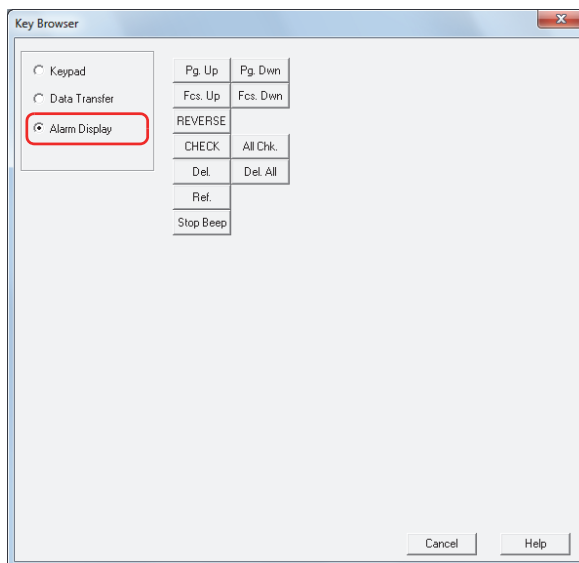 Key Browser
Keypad
Data Transfer
Alarm Display
Pg. Up Pg. Dwn
Fcs. Up Fcs. Dwn
REVERSE
CHECK All Chk.
Del. Del. All
Ref.
Stop Beep
Cancel Help